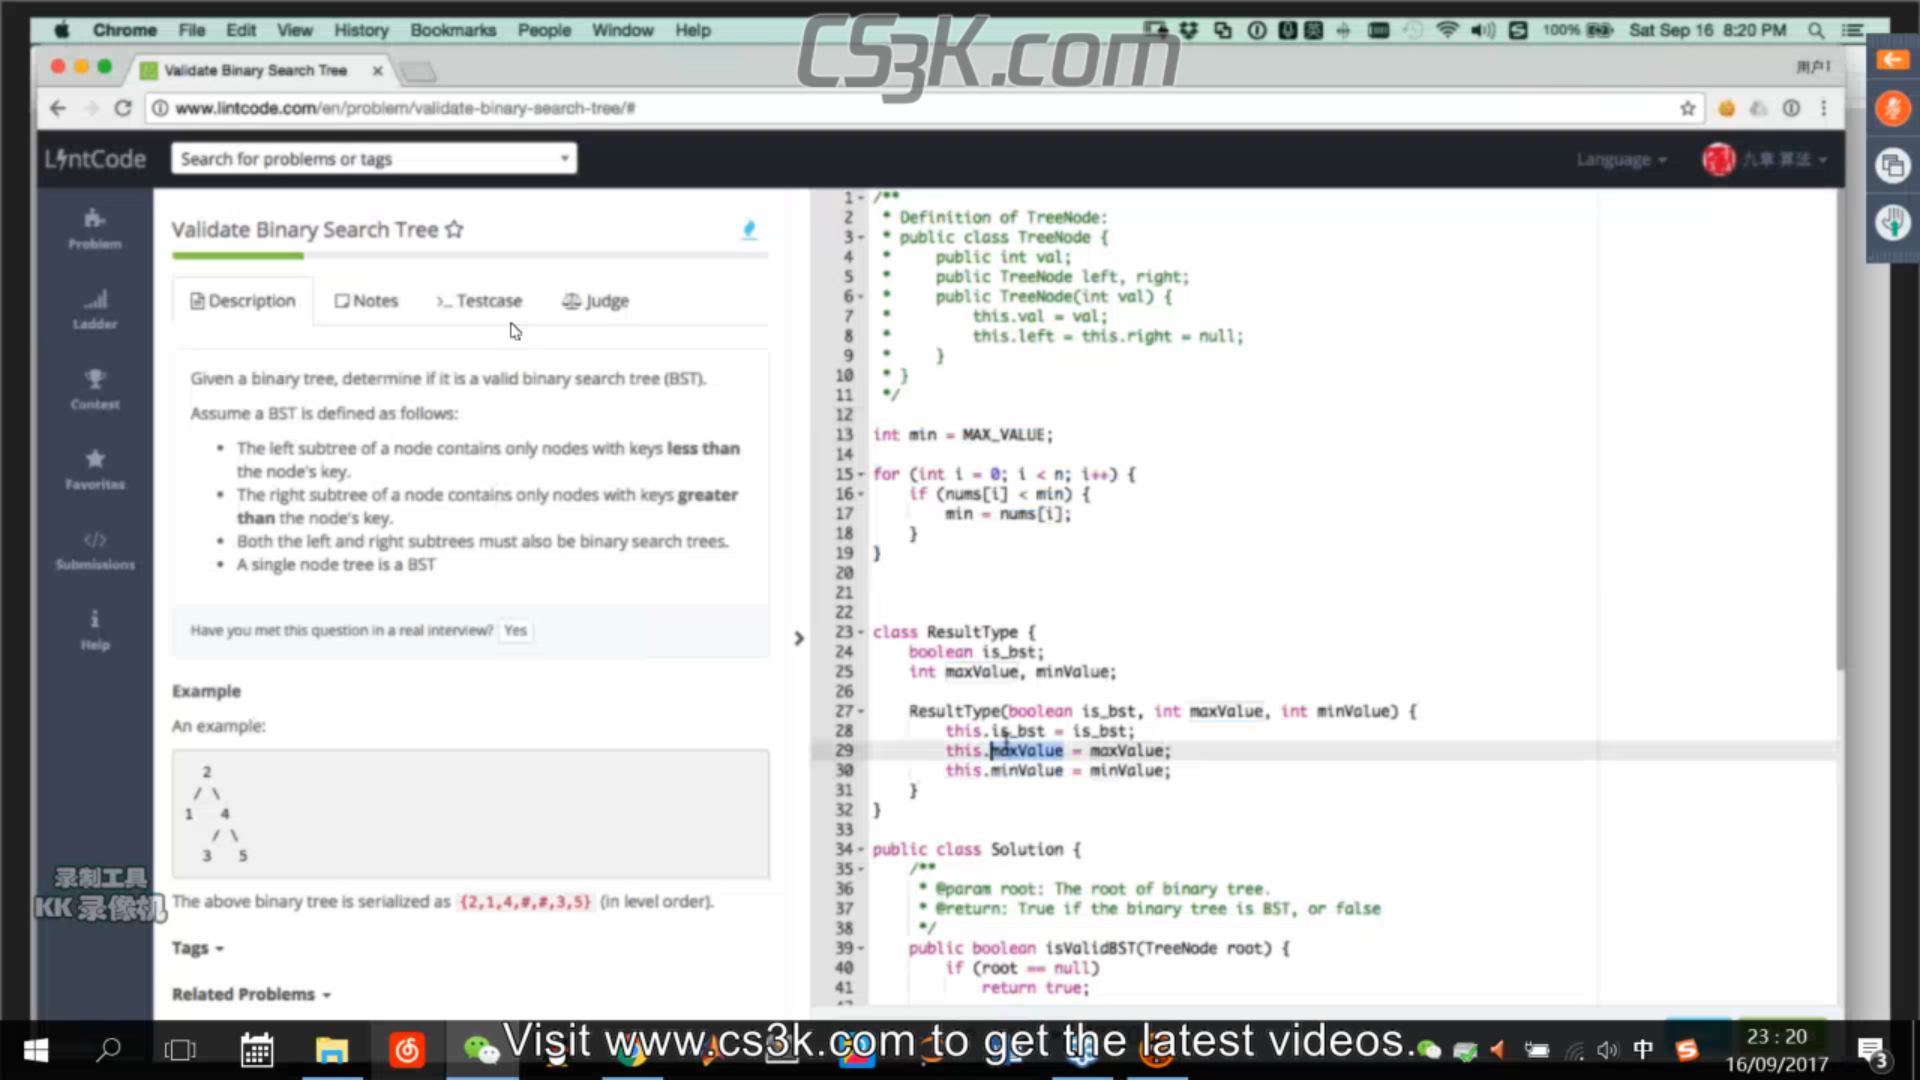 CS3K.com
Chrome File Edit View History Bookmarks People Window Help
100% Sat Sep 16 8:20 PM
Validate Binary Search Tree
用户1
www.lintcode.com/en/problem/validate-binary-search-tree/#
LintCode
Search for problems or tags
Language
九章算法
Problem
Ladder
Contest
Favorites
Submissions
Help
Validate Binary Search Tree
Description Notes >_ Testcase Judge
Given a binary tree, determine if it is a valid binary search tree (BST).
Assume a BST is defined as follows:
• The left subtree of a node contains only nodes with keys less than
the node's key.
• The right subtree of a node contains only nodes with keys greater
than the node's key.
• Both the left and right subtrees must also be binary search trees.
• A single node tree is a BST
Have you met this question in a real interview? Yes
Example
An example:
2
/ \
1 4
/ \
3 5
The above binary tree is serialized as {2,1,4,#,#,3,5} (in level order).
Tags
Related Problems
1 /**
2 * Definition of TreeNode:
3 * public class TreeNode {
4 * public int val;
5 * public TreeNode left, right;
6 * public TreeNode(int val) {
7 * this.val = val;
8 * this.left = this.right = null;
9 * }
10 * }
11 */
12
13 int min = MAX_VALUE;
14
15 for (int i = 0; i < n; i++) {
16 if (nums[i] < min) {
17 min = nums[i];
18 }
19 }
20
21
22
23 class ResultType {
24 boolean is_bst;
25 int maxValue, minValue;
26
27 ResultType(boolean is_bst, int maxValue, int minValue) {
28 this.is_bst = is_bst;
29 this.maxValue = maxValue;
30 this.minValue = minValue;
31 }
32 }
33
34 public class Solution {
35 /**
36 * @param root: The root of binary tree.
37 * @return: True if the binary tree is BST, or false
38 */
39 public boolean isValidBST(TreeNode root) {
40 if (root == null)
41 return true;
录制工具
KK 录像机
Visit www.cs3k.com to get the latest videos.
中
23:20
16/09/2017
3